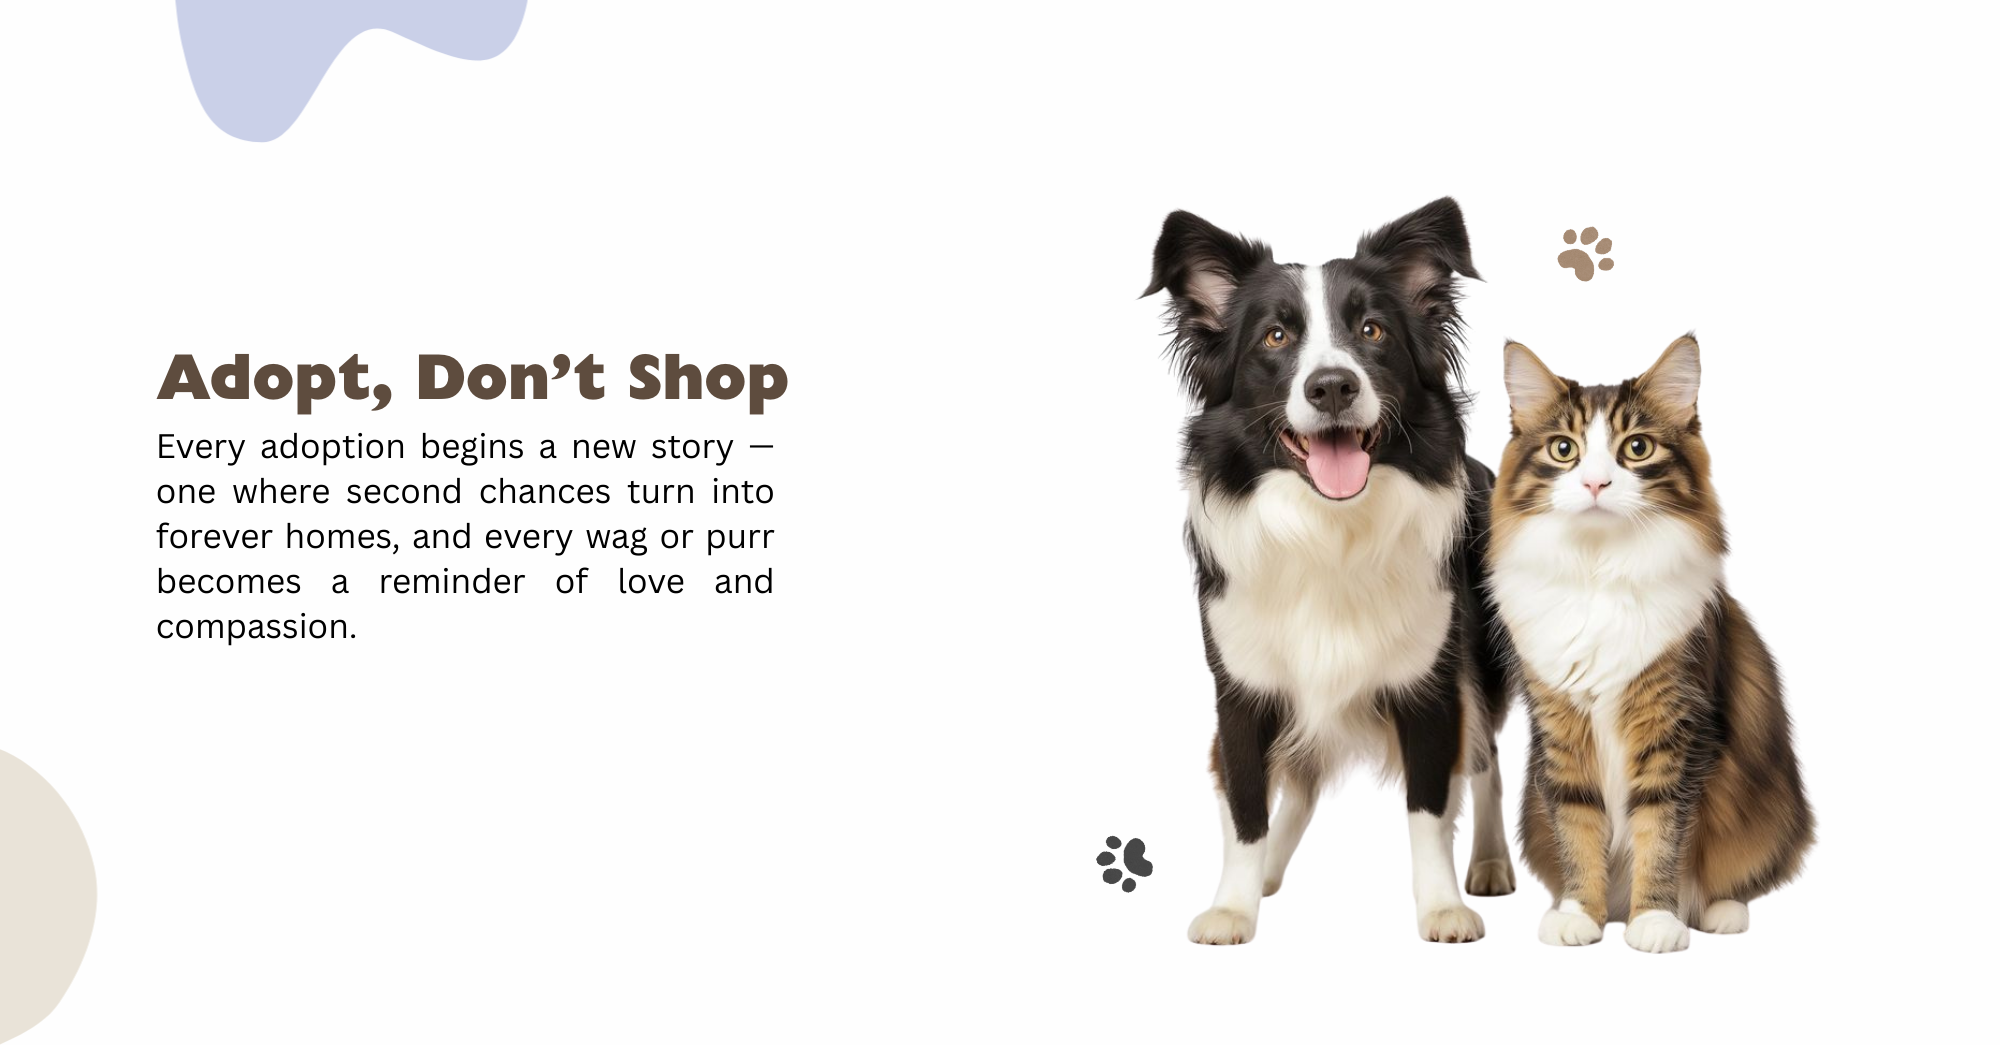 Adopt, Don’t Shop
Every adoption begins a new story —
one where second chances turn into
forever homes, and every wag or purr
becomes a reminder of love and
compassion.